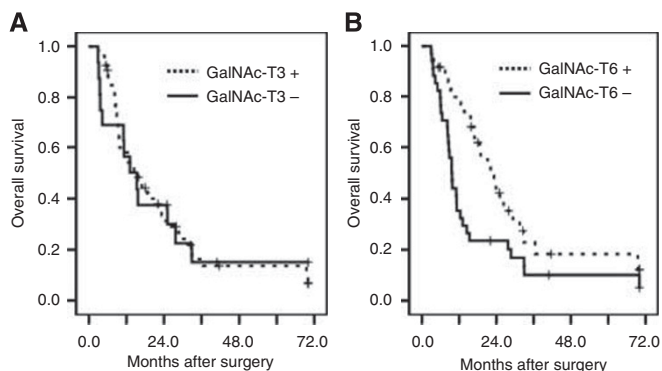 A
B
GalNAc-T3 +
GalNAc-T3 –
GalNAc-T6 +
GalNAc-T6 –
Overall survival
1.0
0.8
0.6
0.4
0.2
0.0
0.0 24.0 48.0 72.0
Months after surgery
Overall survival
1.0
0.8
0.6
0.4
0.2
0.0
0.0 24.0 48.0 72.0
Months after surgery